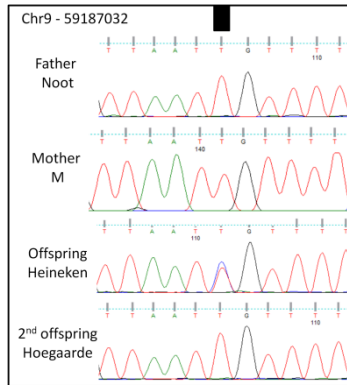 Chr9 - 59187032
T T A A T T G T T T T
110
Father
Noot
T T A A T T G T T T T
140
Mother
M
T T A A T T G T T T T
110
Offspring
Heineken
T T A A T T G T T T T
110
2nd offspring
Hoegaarde